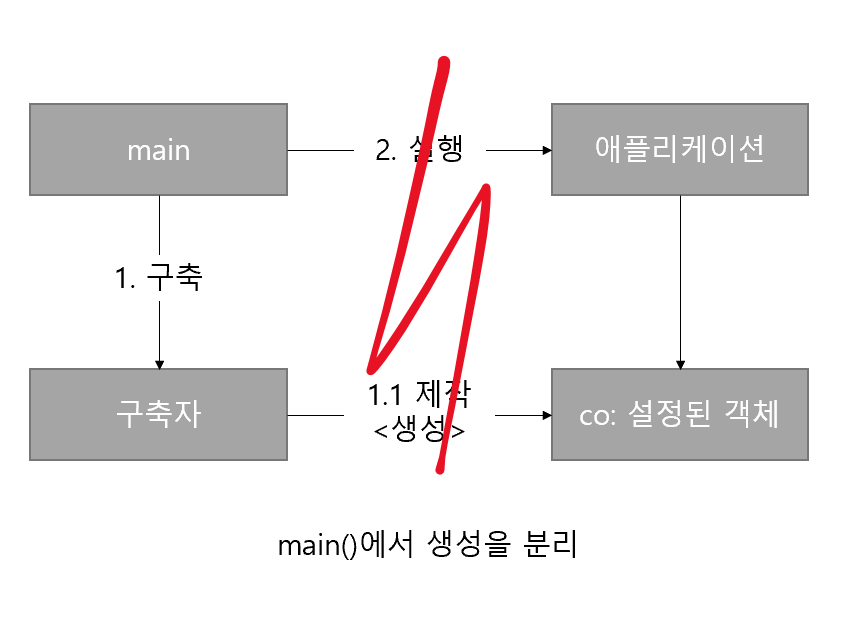 main
2. 실행
애플리케이션
1. 구축
구축자
1.1 제작
<생성>
co: 설정된 객체
main()에서 생성을 분리